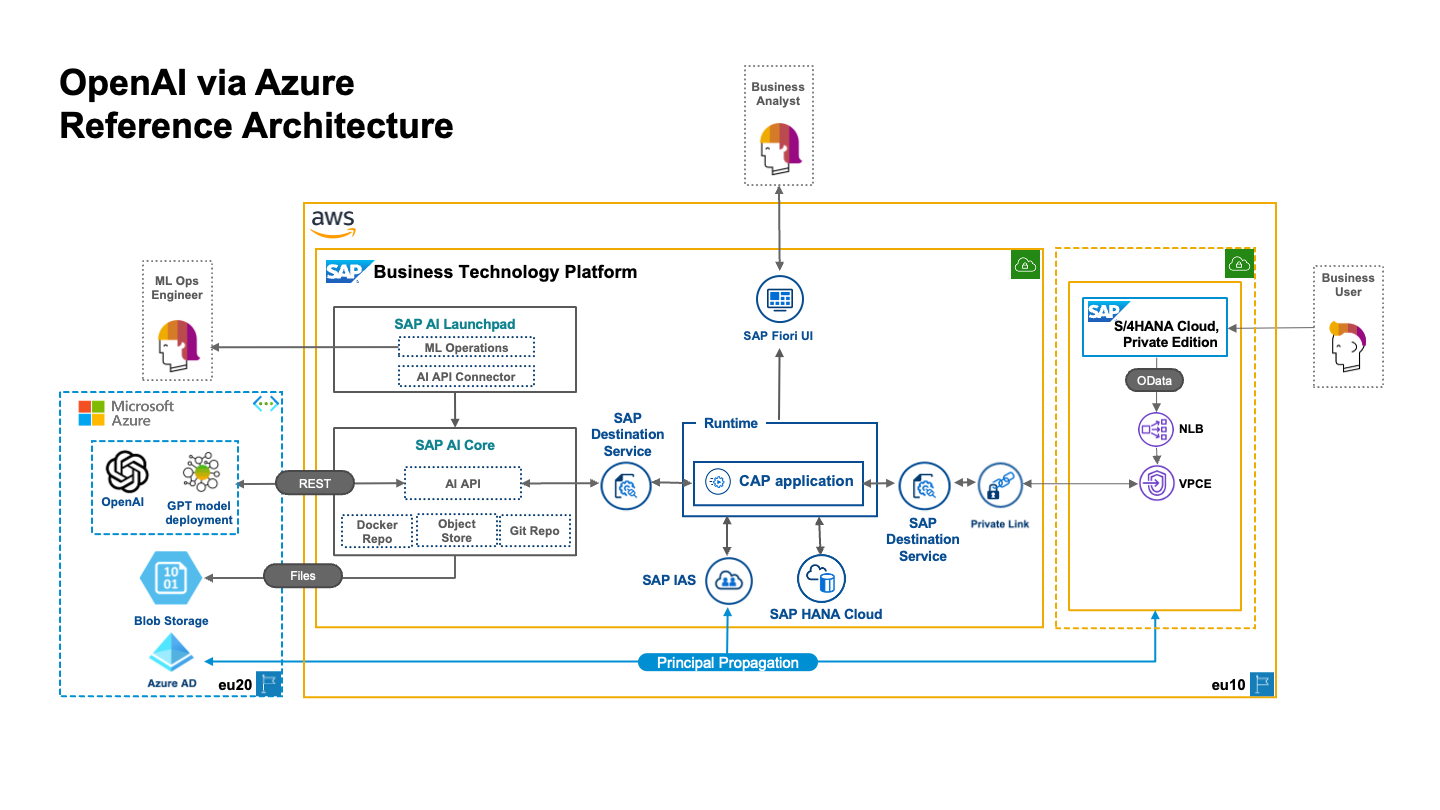 OpenAI via Azure
Reference Architecture
Business
Analyst
aws
SAP
Business Technology Platform
ML Ops
Engineer
SAP AI Launchpad
ML Operations
AI API Connector
SAP Fiori UI
Business
User
SAP
S/4HANA Cloud,
Private Edition
OData
NLB
VPCE
Microsoft
Azure
OpenAI
GPT model
deployment
REST
SAP AI Core
AI API
Docker
Repo
Object
Store
Git Repo
SAP
Destination
Service
Runtime
CAP application
SAP
Destination
Service
Private Link
Files
10
01
Blob Storage
SAP IAS
SAP HANA Cloud
Principal Propagation
Azure AD
eu20
eu10